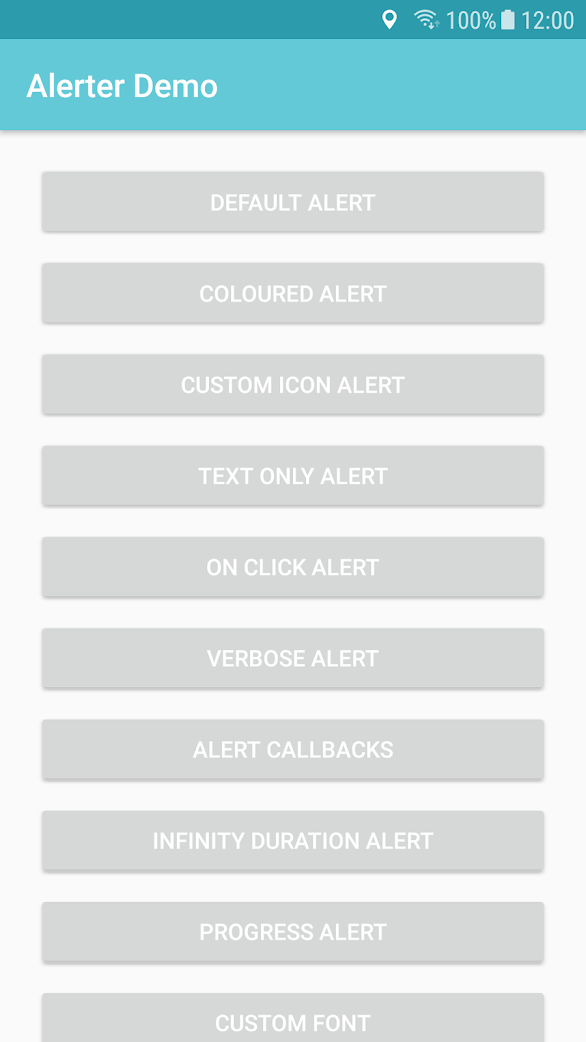 100% 12:00
Alerter Demo
DEFAULT ALERT
COLOURED ALERT
CUSTOM ICON ALERT
TEXT ONLY ALERT
ON CLICK ALERT
VERBOSE ALERT
ALERT CALLBACKS
INFINITY DURATION ALERT
PROGRESS ALERT
CUSTOM FONT